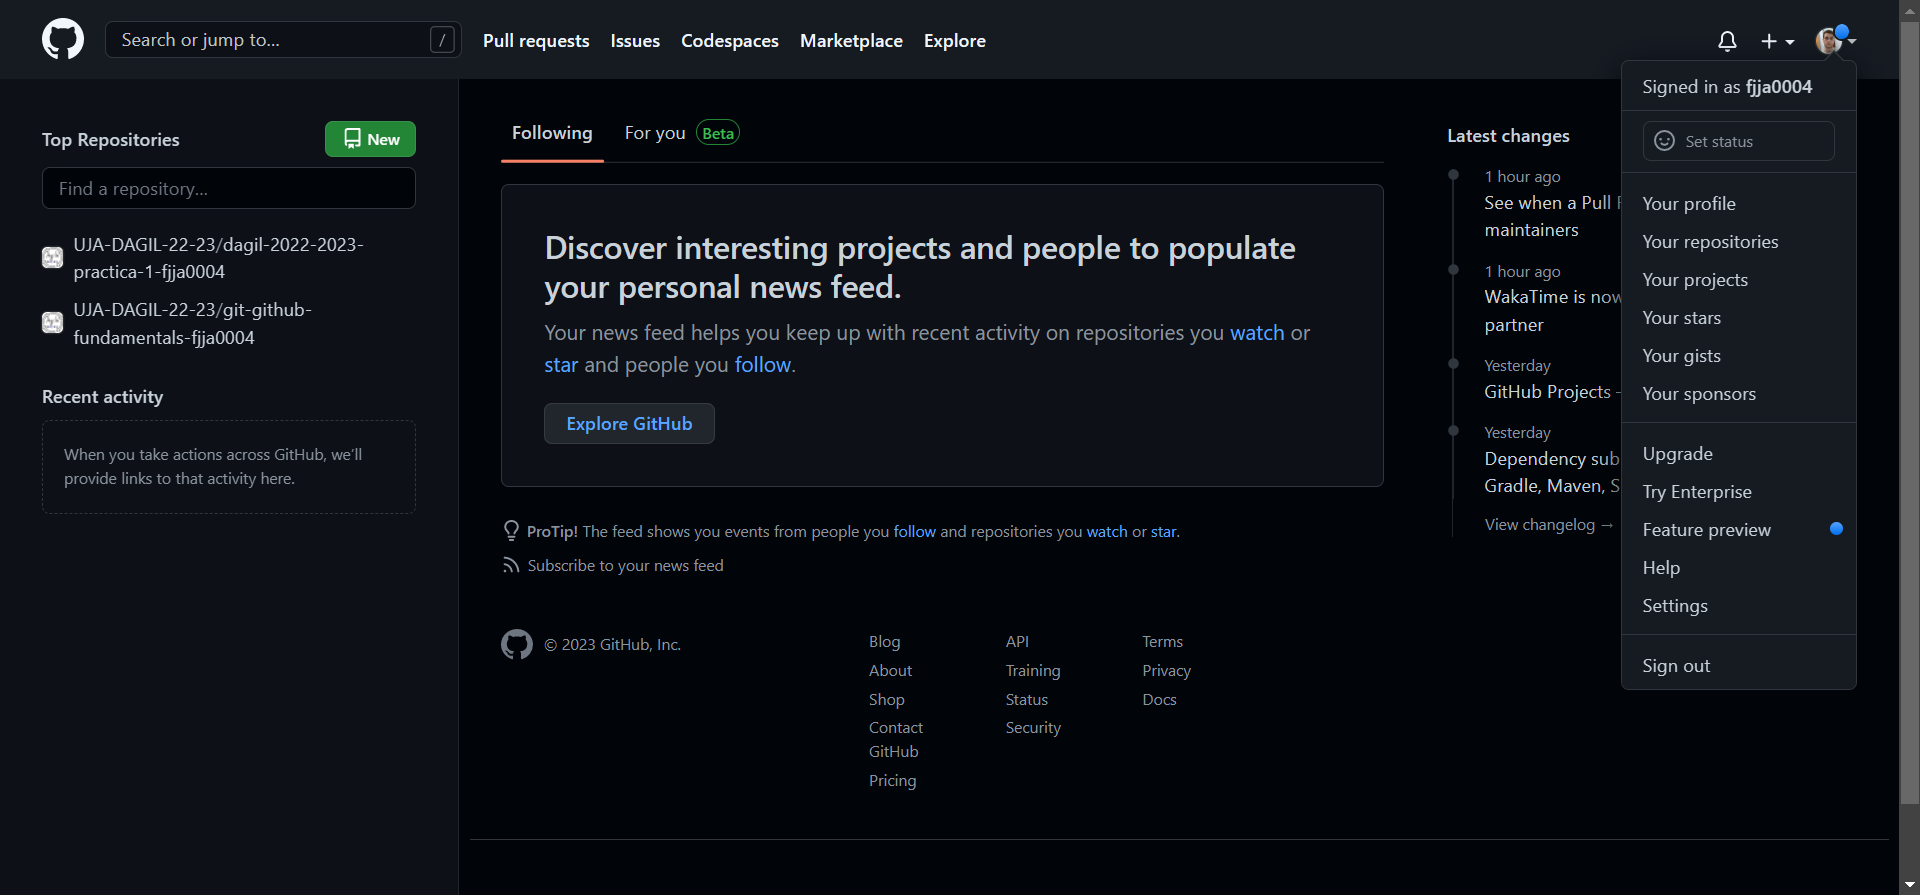 Search or jump to...
/
Pull requests
Issues
Codespaces
Marketplace
Explore
Signed in as fjja0004
Set status
Your profile
Your repositories
Your projects
Your stars
Your gists
Your sponsors
Upgrade
Try Enterprise
Feature preview
Help
Settings
Sign out
Top Repositories
New
Find a repository...
UJA-DAGIL-22-23/dagil-2022-2023-
practica-1-fjja0004
UJA-DAGIL-22-23/git-github-
fundamentals-fjja0004
Recent activity
When you take actions across GitHub, we'll
provide links to that activity here.
Following
For you
Beta
Discover interesting projects and people to populate
your personal news feed.
Your news feed helps you keep up with recent activity on repositories you watch or
star and people you follow.
Explore GitHub
ProTip! The feed shows you events from people you follow and repositories you watch or star.
Subscribe to your news feed
Latest changes
1 hour ago
See when a Pull
maintainers
1 hour ago
WakaTime is now
partner
Yesterday
GitHub Projects -
Yesterday
Dependency sub
Gradle, Maven, S
View changelog →
© 2023 GitHub, Inc.
Blog
About
Shop
Contact
GitHub
Pricing
API
Training
Status
Security
Terms
Privacy
Docs